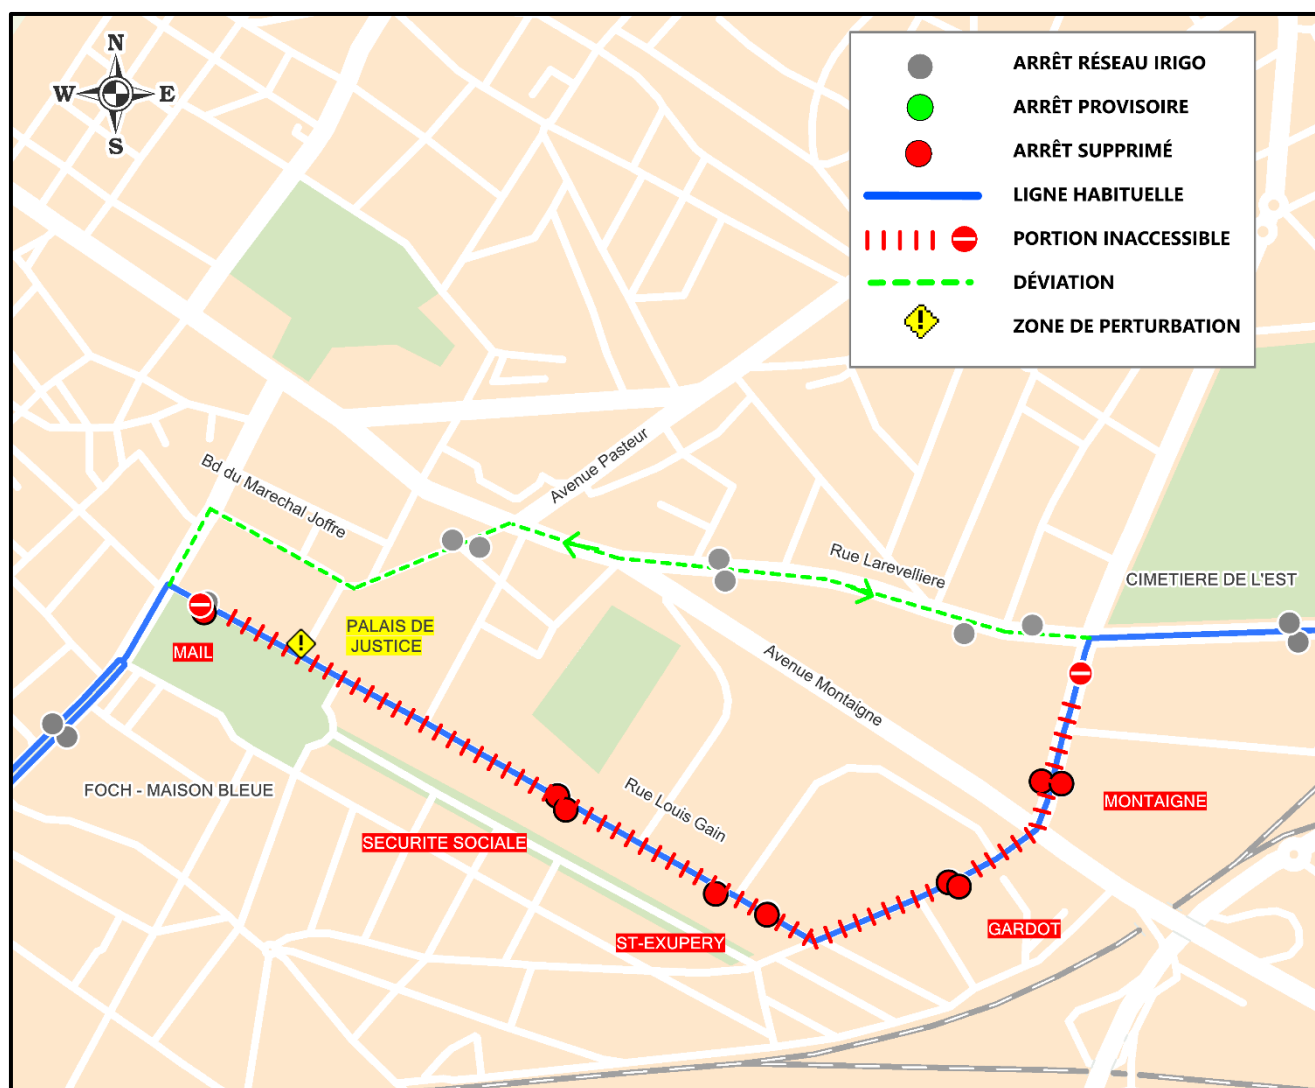 N
W
E
S
ARRÊT RÉSEAU IRIGO
ARRÊT PROVISOIRE
ARRÊT SUPPRIMÉ
LIGNE HABITUELLE
PORTION INACCESSIBLE
DÉVIATION
ZONE DE PERTURBATION
Avenue Pasteur
Bd du Marechal Joffre
Rue Larevelliere
CIMETIERE DE L'EST
PALAIS DE
JUSTICE
MAIL
Avenue Montaigne
FOCH - MAISON BLEUE
Rue Louis Gain
MONTAIGNE
SECURITE SOCIALE
ST-EXUPERY
GARDOT